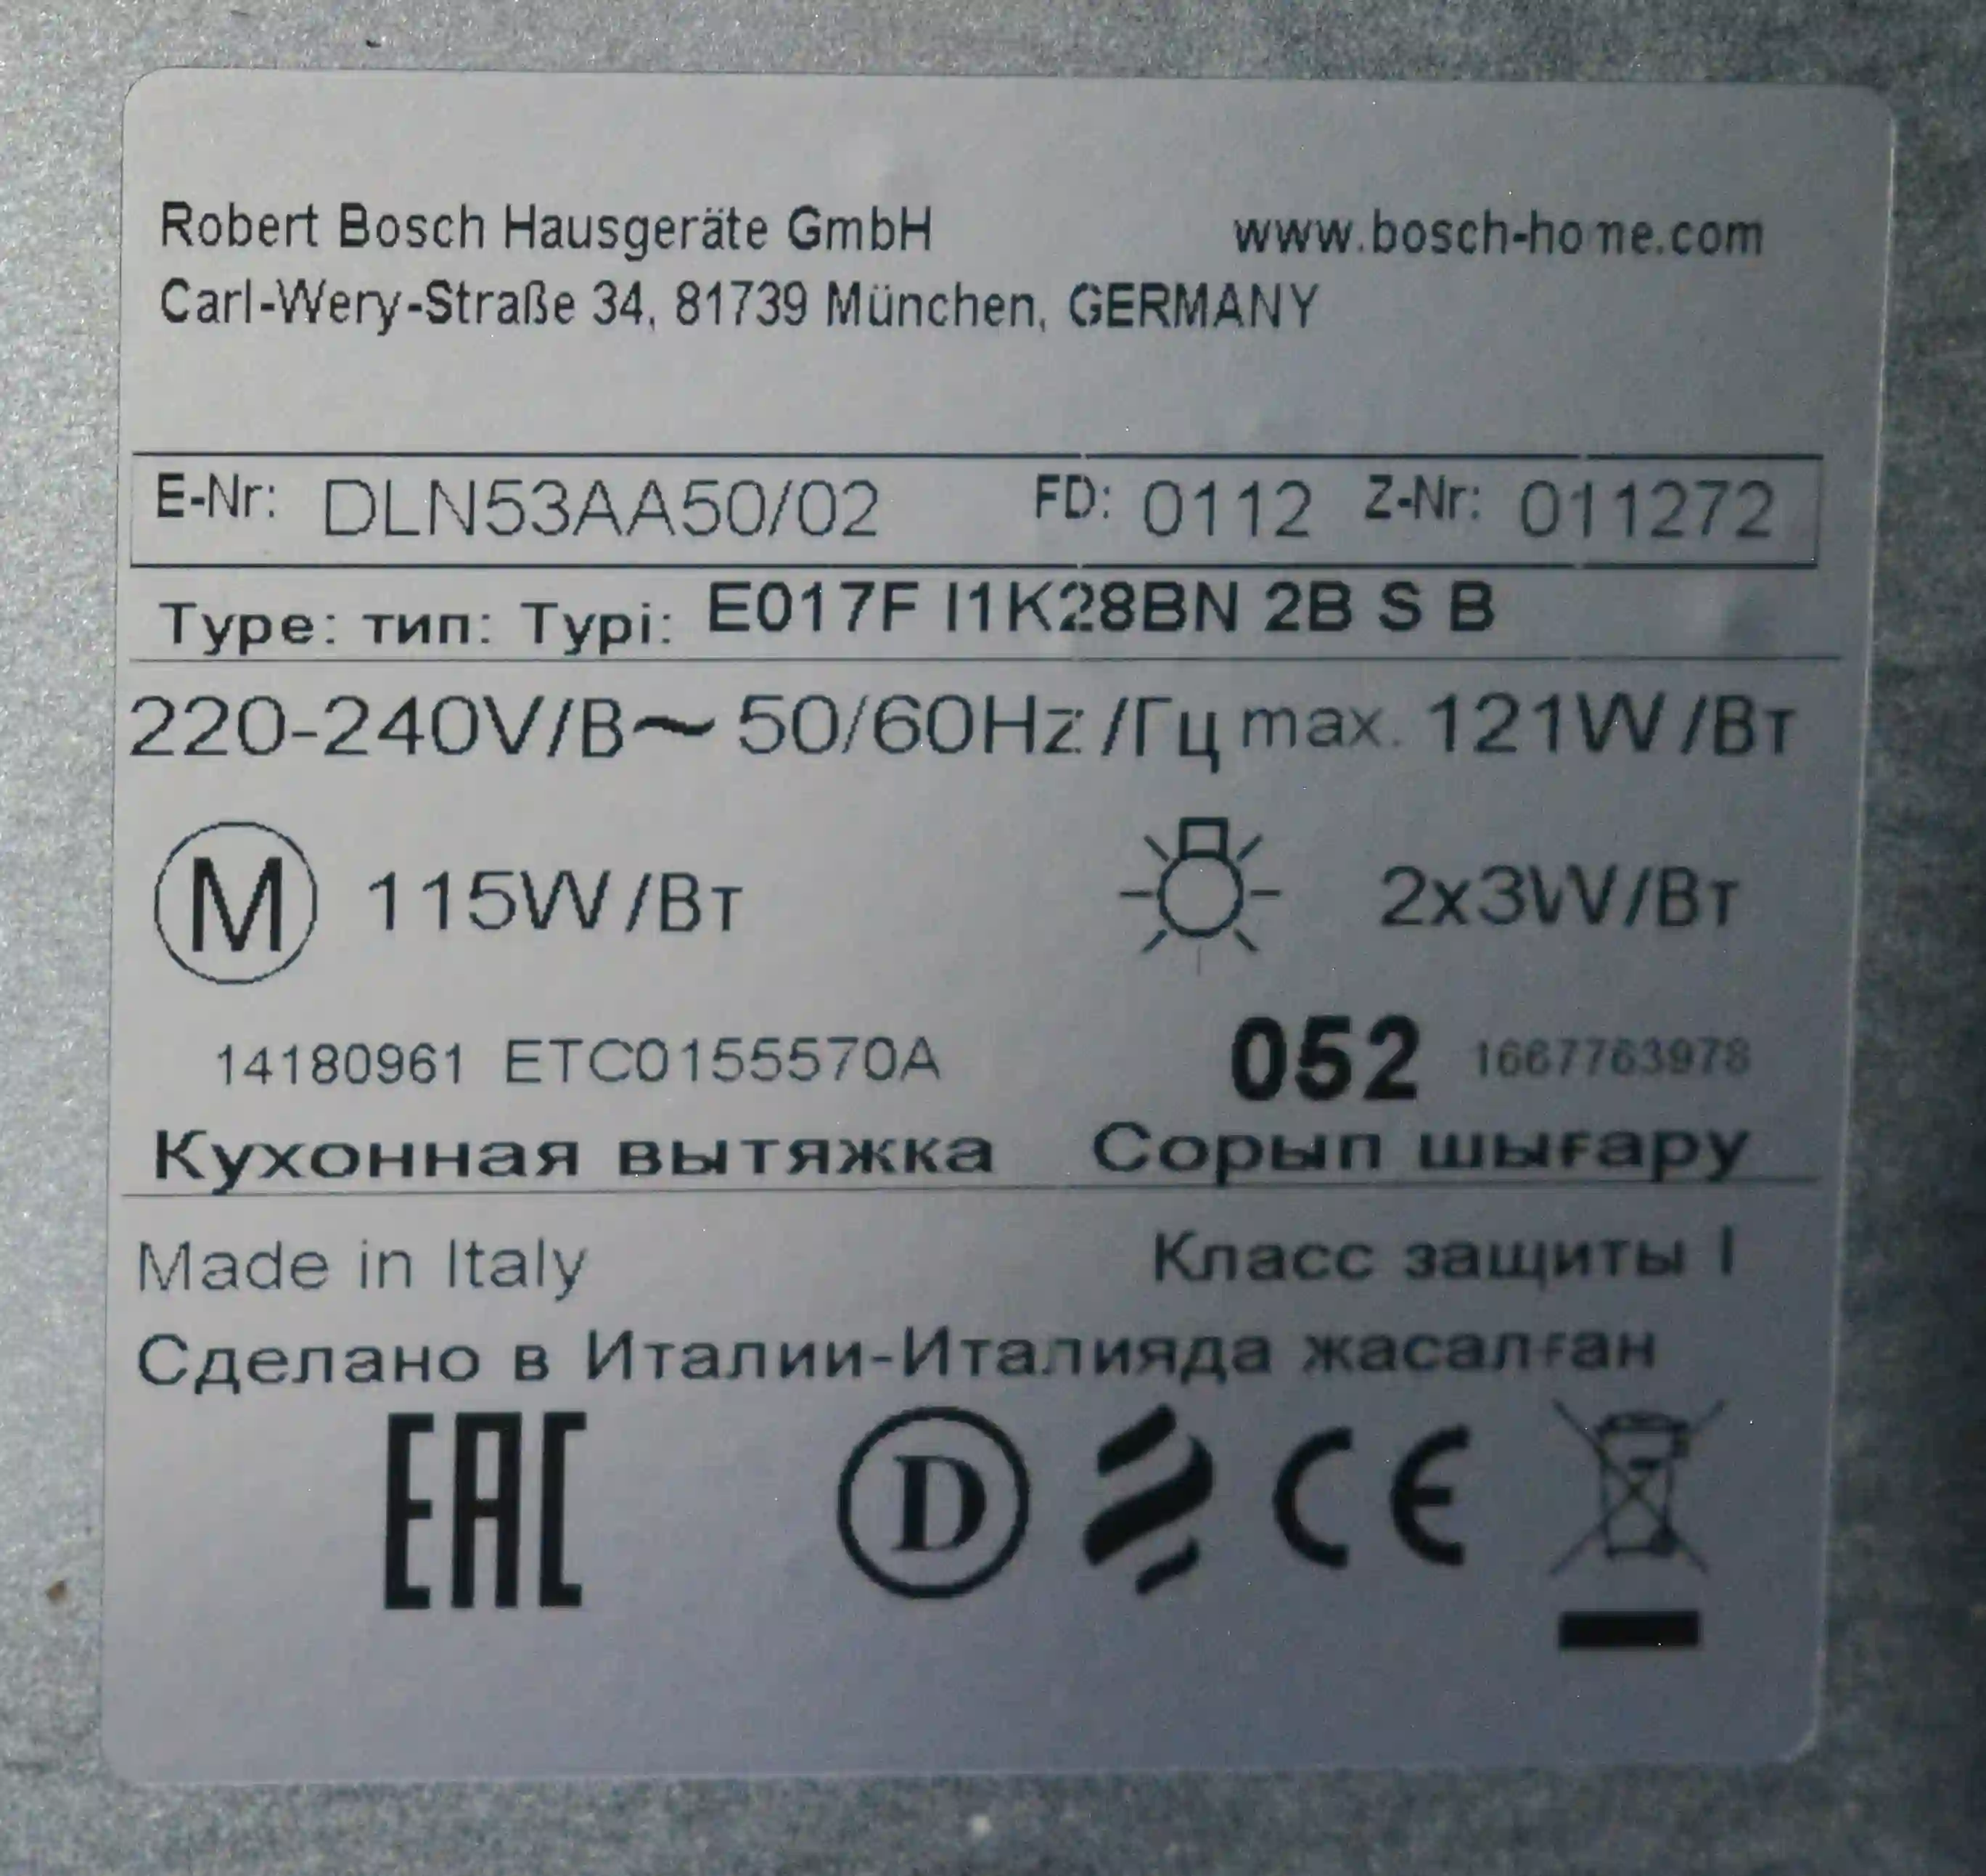 Robert Bosch Hausgeräte GmbH www.bosch-home.com
Carl-Wery-Straße 34, 81739 München, GERMANY
E-Nr: DLN53AA50/02 FD: 0112 Z-Nr: 011272
Type: тип: Typi: E017F I1K28BN 2B S B
220-240V/В~ 50/60Hz/Гц max. 121W/Вт
M 115W/Вт 2x3W/Вт
14180961 ETC0155570A 052 1667763978
Кухонная вытяжка Сорып шығару
Made in Italy Класс защиты I
Сделано в Италии-Италияда жасалған
EAC D CE